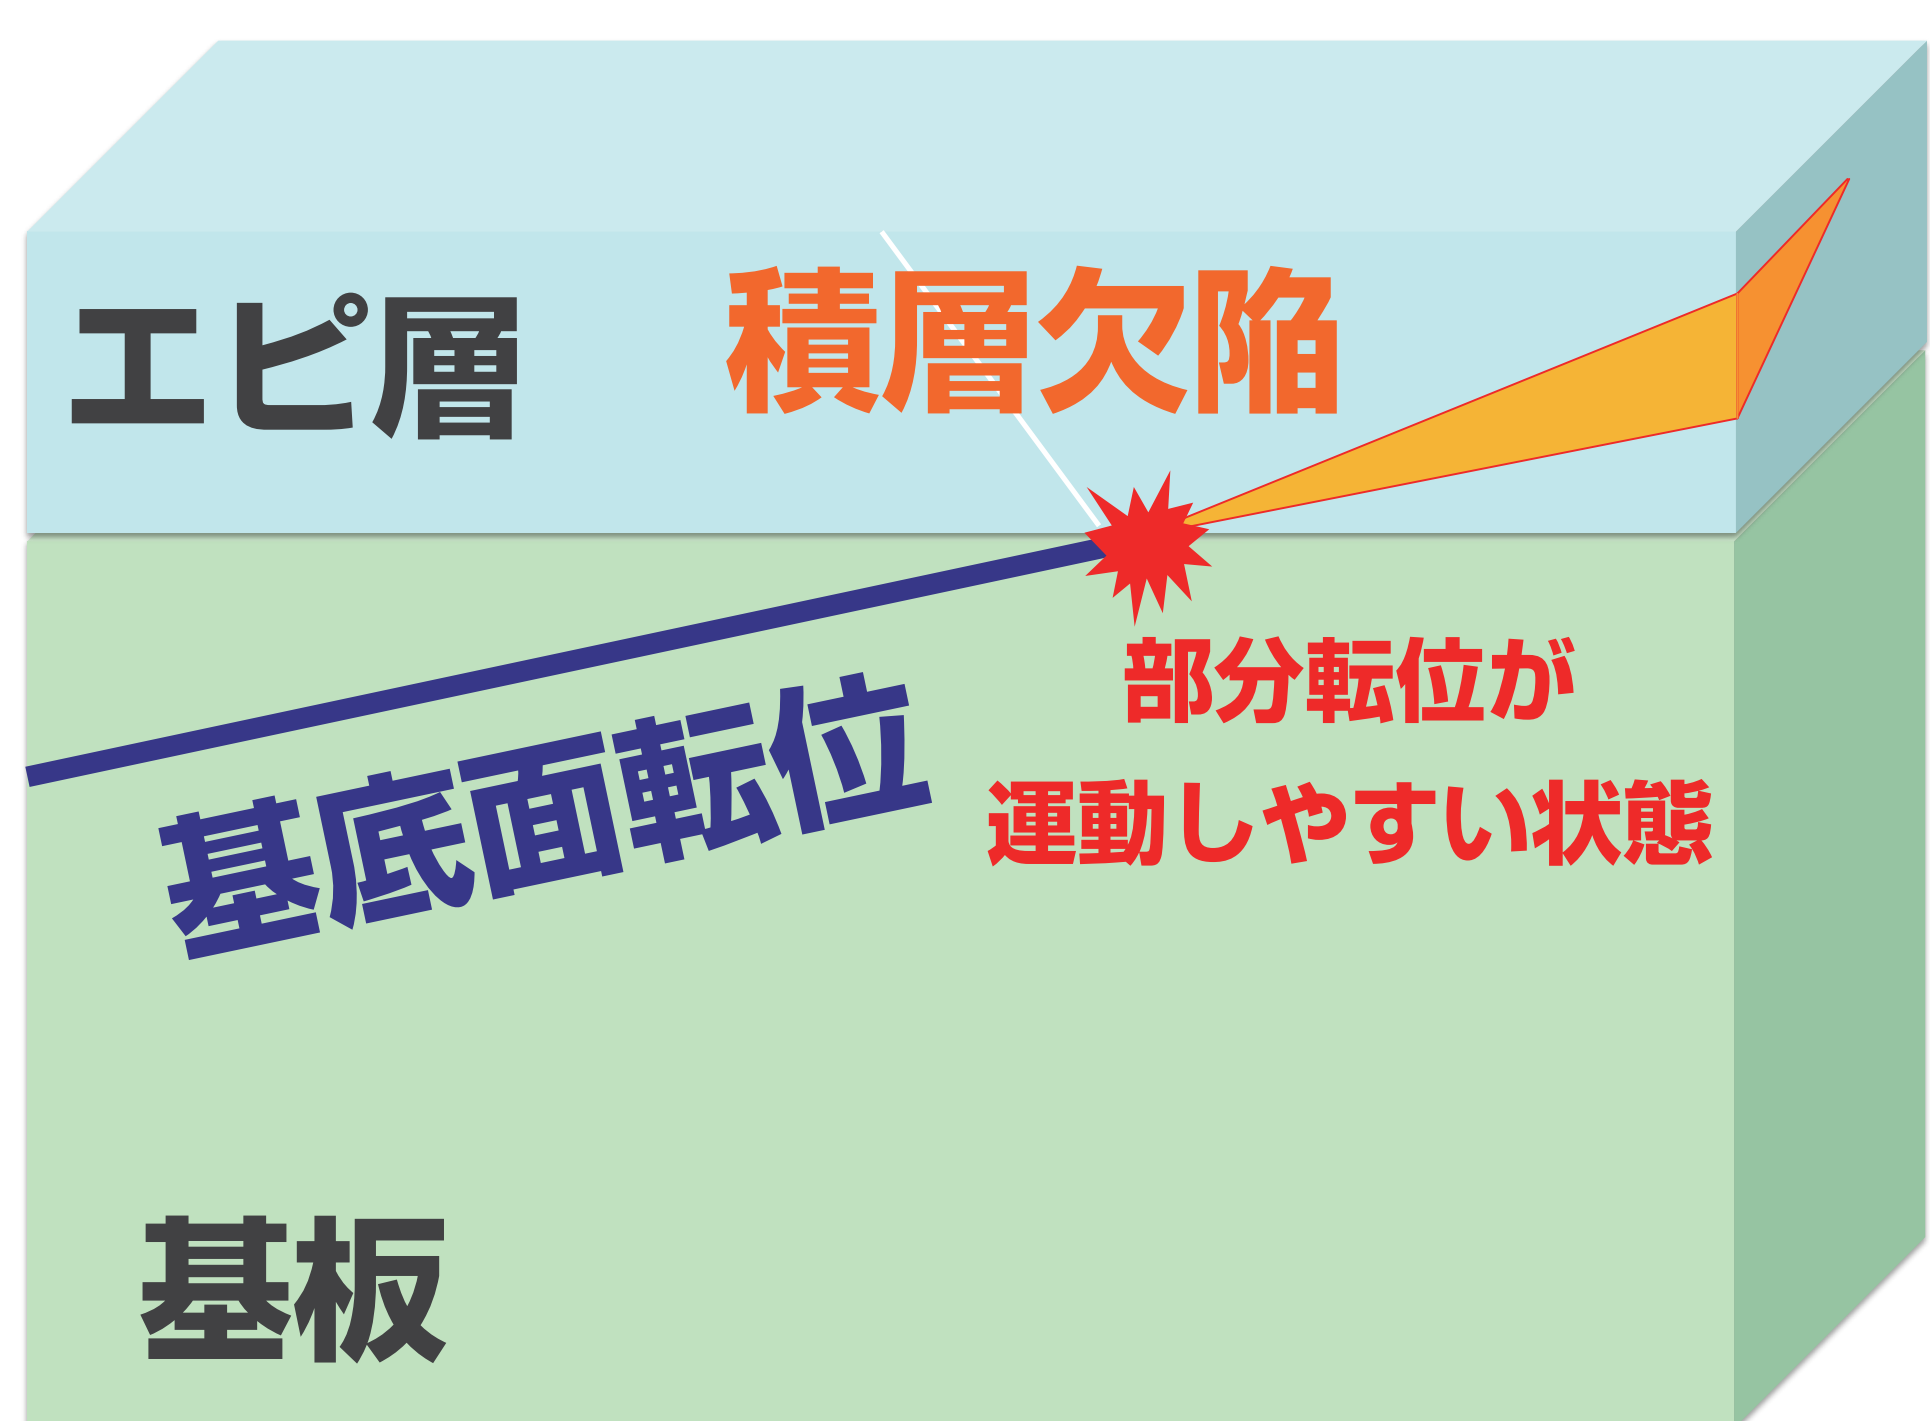 エピ層
積層欠陥
部分転位が
運動しやすい状態
基底面転位
基板